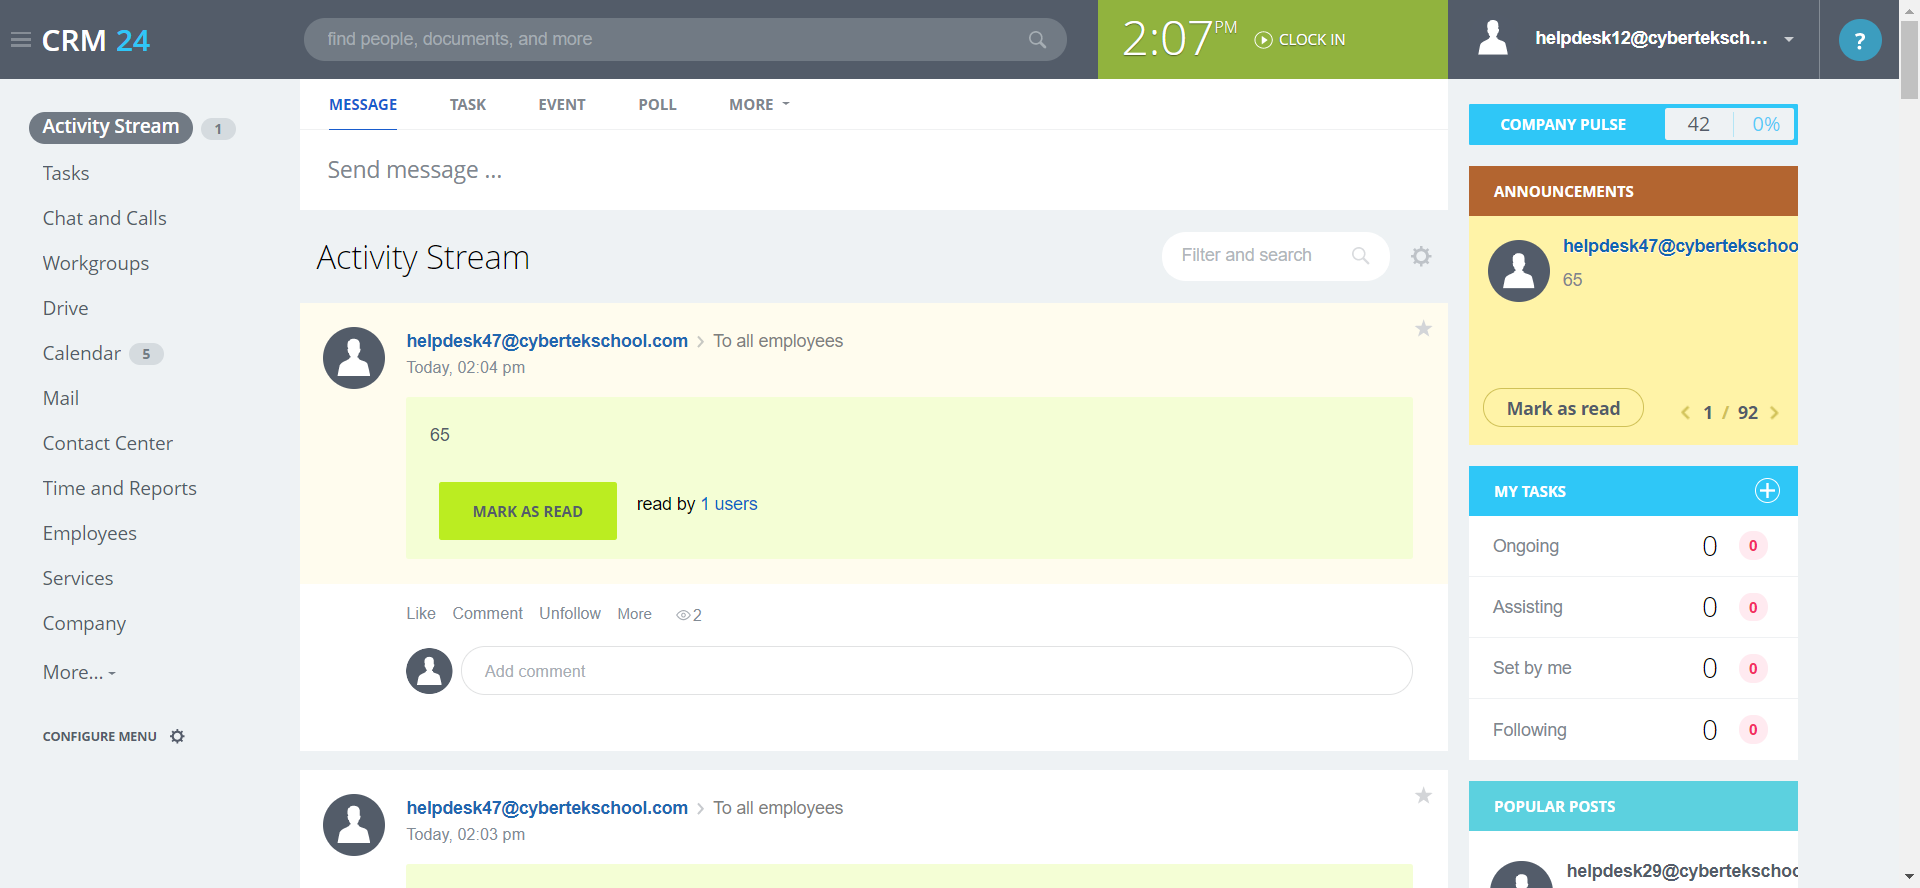 CRM 24
find people, documents, and more
2:07 PM
CLOCK IN
helpdesk12@cyberteksch...
?
Activity Stream 1
Tasks
Chat and Calls
Workgroups
Drive
Calendar 5
Mail
Contact Center
Time and Reports
Employees
Services
Company
More...
CONFIGURE MENU
MESSAGE TASK EVENT POLL MORE
Send message ...
Activity Stream
Filter and search
helpdesk47@cybertekschool.com To all employees
Today, 02:04 pm
65
MARK AS READ read by 1 users
Like Comment Unfollow More 2
Add comment
helpdesk47@cybertekschool.com To all employees
Today, 02:03 pm
COMPANY PULSE 42 0%
ANNOUNCEMENTS
helpdesk47@cybertekschoo
65
Mark as read 1 / 92
MY TASKS
Ongoing 0 0
Assisting 0 0
Set by me 0 0
Following 0 0
POPULAR POSTS
helpdesk29@cybertekschoo